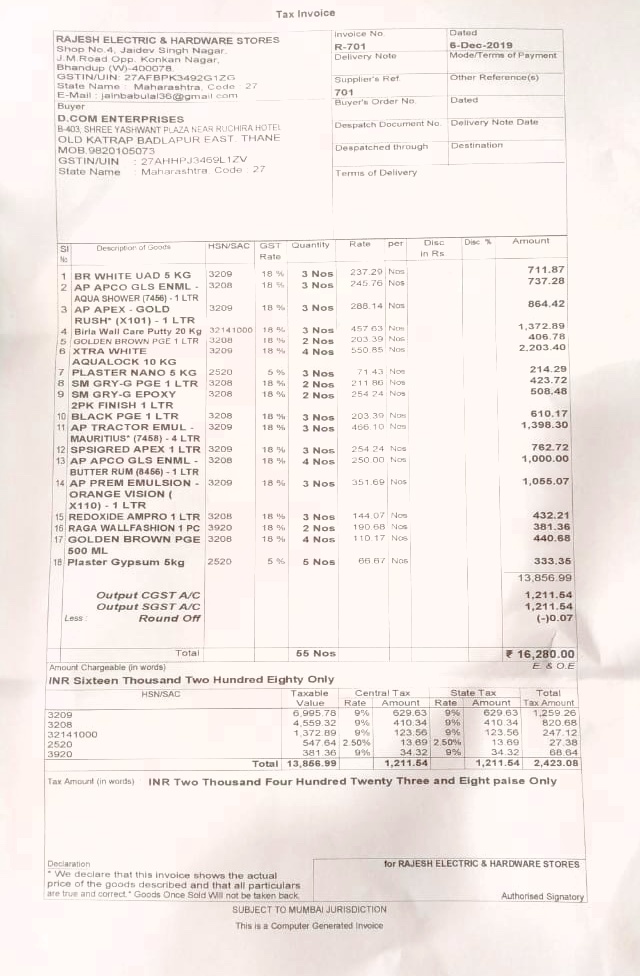 Tax Invoice
RAJESH ELECTRIC & HARDWARE STORES
Shop No.4, Jaidev Singh Nagar,
J.M.Road Opp. Konkan Nagar,
Bhandup (W)-400078.
GSTIN/UIN: 27AFBPK3492G1ZG
State Name : Maharashtra, Code : 27
E-Mail : jainbabulal36@gmail.com
Invoice No. Dated
R-701 6-Dec-2019
Delivery Note Mode/Terms of Payment
Supplier's Ref. Other Reference(s)
701
Buyer
D.COM ENTERPRISES
B-403, SHREE YASHWANT PLAZA NEAR RUCHIRA HOTEL
OLD KATRAP BADLAPUR EAST. THANE
MOB.9820105073
GSTIN/UIN : 27AHHPJ3469L1ZV
State Name : Maharashtra, Code : 27
Buyer's Order No. Dated
Despatch Document No. Delivery Note Date
Despatched through Destination
Terms of Delivery
Sl No. Description of Goods HSN/SAC GST Rate Quantity Rate per Disc in Rs Disc. % Amount
1 BR WHITE UAD 5 KG 3209 18 % 3 Nos 237.29 Nos 711.87
2 AP APCO GLS ENML - 3208 18 % 3 Nos 245.76 Nos 737.28
AQUA SHOWER (7456) - 1 LTR
3 AP APEX - GOLD 3209 18 % 3 Nos 288.14 Nos 864.42
RUSH* (X101) - 1 LTR
4 Birla Wall Care Putty 20 Kg 32141000 18 % 3 Nos 457.63 Nos 1,372.89
5 GOLDEN BROWN PGE 1 LTR 3208 18 % 2 Nos 203.39 Nos 406.78
6 XTRA WHITE 3209 18 % 4 Nos 550.85 Nos 2,203.40
AQUALOCK 10 KG
7 PLASTER NANO 5 KG 2520 5 % 3 Nos 71.43 Nos 214.29
8 SM GRY-G PGE 1 LTR 3208 18 % 2 Nos 211.86 Nos 423.72
9 SM GRY-G EPOXY 3208 18 % 2 Nos 254.24 Nos 508.48
2PK FINISH 1 LTR
10 BLACK PGE 1 LTR 3208 18 % 3 Nos 203.39 Nos 610.17
11 AP TRACTOR EMUL - 3209 18 % 3 Nos 466.10 Nos 1,398.30
MAURITIUS* (7458) - 4 LTR
12 SPSIGRED APEX 1 LTR 3209 18 % 3 Nos 254.24 Nos 762.72
13 AP APCO GLS ENML - 3208 18 % 4 Nos 250.00 Nos 1,000.00
BUTTER RUM (8456) - 1 LTR
14 AP PREM EMULSION - 3209 18 % 3 Nos 351.69 Nos 1,055.07
ORANGE VISION (
X110) - 1 LTR
15 REDOXIDE AMPRO 1 LTR 3208 18 % 3 Nos 144.07 Nos 432.21
16 RAGA WALLFASHION 1 PC 3920 18 % 2 Nos 190.68 Nos 381.36
17 GOLDEN BROWN PGE 3208 18 % 4 Nos 110.17 Nos 440.68
500 ML
18 Plaster Gypsum 5kg 2520 5 % 5 Nos 66.67 Nos 333.35
13,856.99
Output CGST A/C 1,211.54
Output SGST A/C 1,211.54
Less : Round Off (-)0.07
Total 55 Nos ₹ 16,280.00
Amount Chargeable (in words) E. & O.E
INR Sixteen Thousand Two Hundred Eighty Only
HSN/SAC Taxable Central Tax State Tax Total
Value Rate Amount Rate Amount Tax Amount
3209 6,995.78 9% 629.63 9% 629.63 1,259.26
3208 4,559.32 9% 410.34 9% 410.34 820.68
32141000 1,372.89 9% 123.56 9% 123.56 247.12
2520 547.64 2.50% 13.69 2.50% 13.69 27.38
3920 381.36 9% 34.32 9% 34.32 68.64
Total 13,856.99 1,211.54 1,211.54 2,423.08
Tax Amount (in words) INR Two Thousand Four Hundred Twenty Three and Eight paise Only
Declaration
* We declare that this invoice shows the actual
price of the goods described and that all particulars
are true and correct.* Goods Once Sold Will not be taken back.
for RAJESH ELECTRIC & HARDWARE STORES
Authorised Signatory
SUBJECT TO MUMBAI JURISDICTION
This is a Computer Generated Invoice